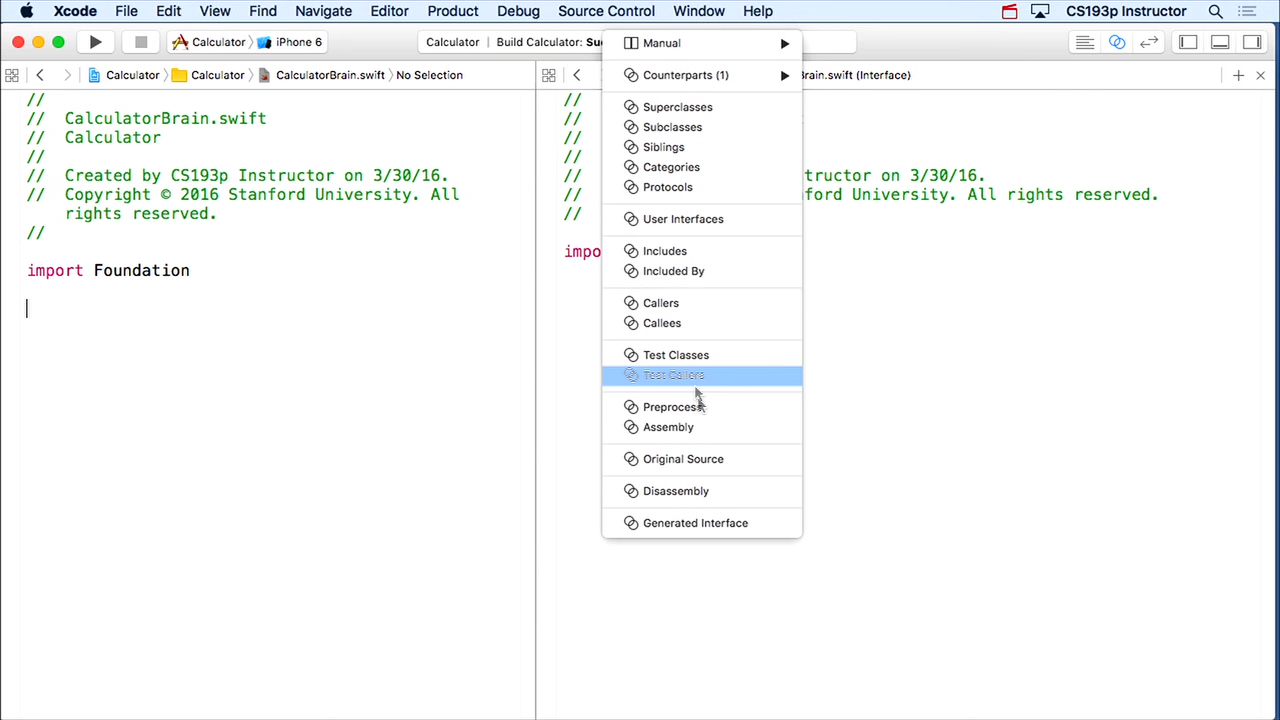 Xcode File Edit View Find Navigate Editor Product Debug Source Control Window Help CS193p Instructor
Calculator iPhone 6 Calculator | Build Calculator:
Calculator Calculator CalculatorBrain.swift No Selection
//
// CalculatorBrain.swift
// Calculator
//
// Created by CS193p Instructor on 3/30/16.
// Copyright © 2016 Stanford University. All
rights reserved.
//
import Foundation
Manual
Counterparts (1)
Superclasses
Subclasses
Siblings
Categories
Protocols
User Interfaces
Includes
Included By
Callers
Callees
Test Classes
Test Callers
Preprocess
Assembly
Original Source
Disassembly
Generated Interface
Brain.swift (Interface)
//
//
//
//
// tructor on 3/30/16.
// ford University. All rights reserved.
//
impo